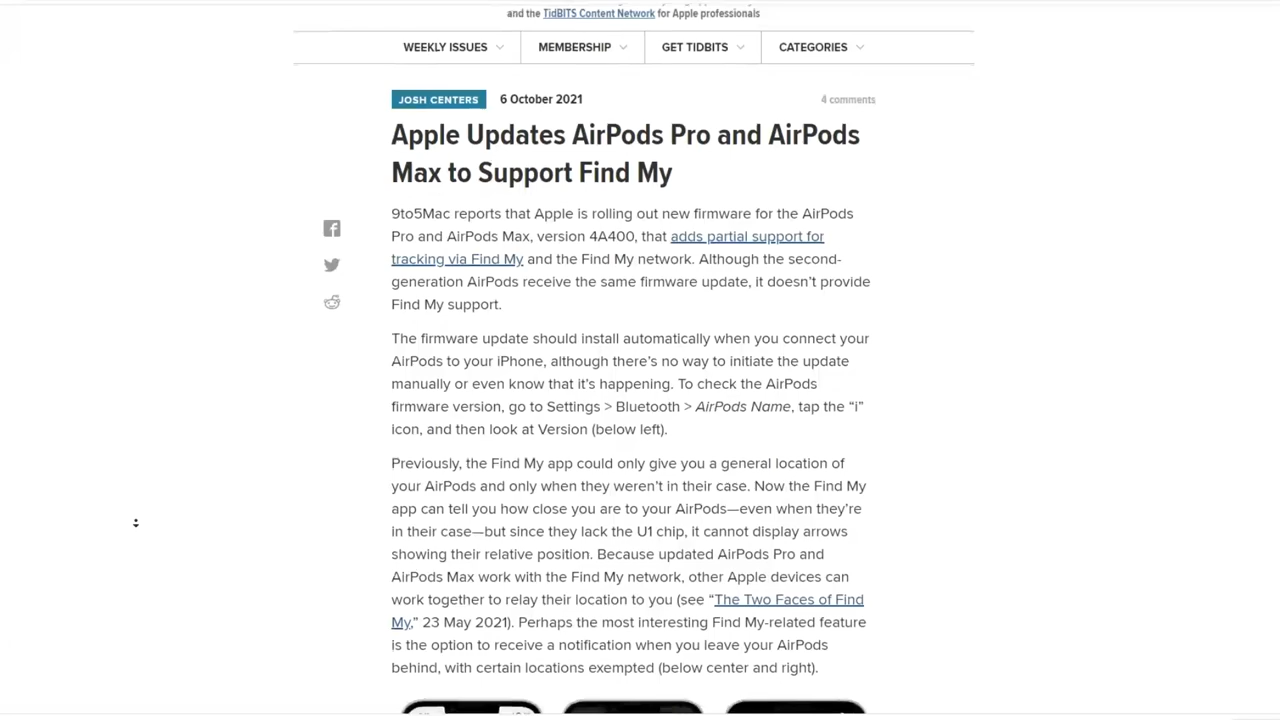 and the TidBITS Content Network for Apple professionals
WEEKLY ISSUES
MEMBERSHIP
GET TIDBITS
CATEGORIES
JOSH CENTERS
6 October 2021
4 comments
Apple Updates AirPods Pro and AirPods
Max to Support Find My
9to5Mac reports that Apple is rolling out new firmware for the AirPods
Pro and AirPods Max, version 4A400, that adds partial support for
tracking via Find My and the Find My network. Although the second-
generation AirPods receive the same firmware update, it doesn’t provide
Find My support.
The firmware update should install automatically when you connect your
AirPods to your iPhone, although there’s no way to initiate the update
manually or even know that it’s happening. To check the AirPods
firmware version, go to Settings > Bluetooth > AirPods Name, tap the “i”
icon, and then look at Version (below left).
Previously, the Find My app could only give you a general location of
your AirPods and only when they weren’t in their case. Now the Find My
app can tell you how close you are to your AirPods—even when they’re
in their case—but since they lack the U1 chip, it cannot display arrows
showing their relative position. Because updated AirPods Pro and
AirPods Max work with the Find My network, other Apple devices can
work together to relay their location to you (see “The Two Faces of Find
My,” 23 May 2021). Perhaps the most interesting Find My-related feature
is the option to receive a notification when you leave your AirPods
behind, with certain locations exempted (below center and right).